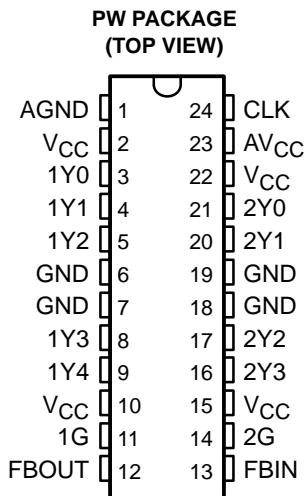 PW PACKAGE
(TOP VIEW)
AGND 1 24 CLK
VCC 2 23 AVCC
1Y0 3 22 VCC
1Y1 4 21 2Y0
1Y2 5 20 2Y1
GND 6 19 GND
GND 7 18 GND
1Y3 8 17 2Y2
1Y4 9 16 2Y3
VCC 10 15 VCC
1G 11 14 2G
FBOUT 12 13 FBIN